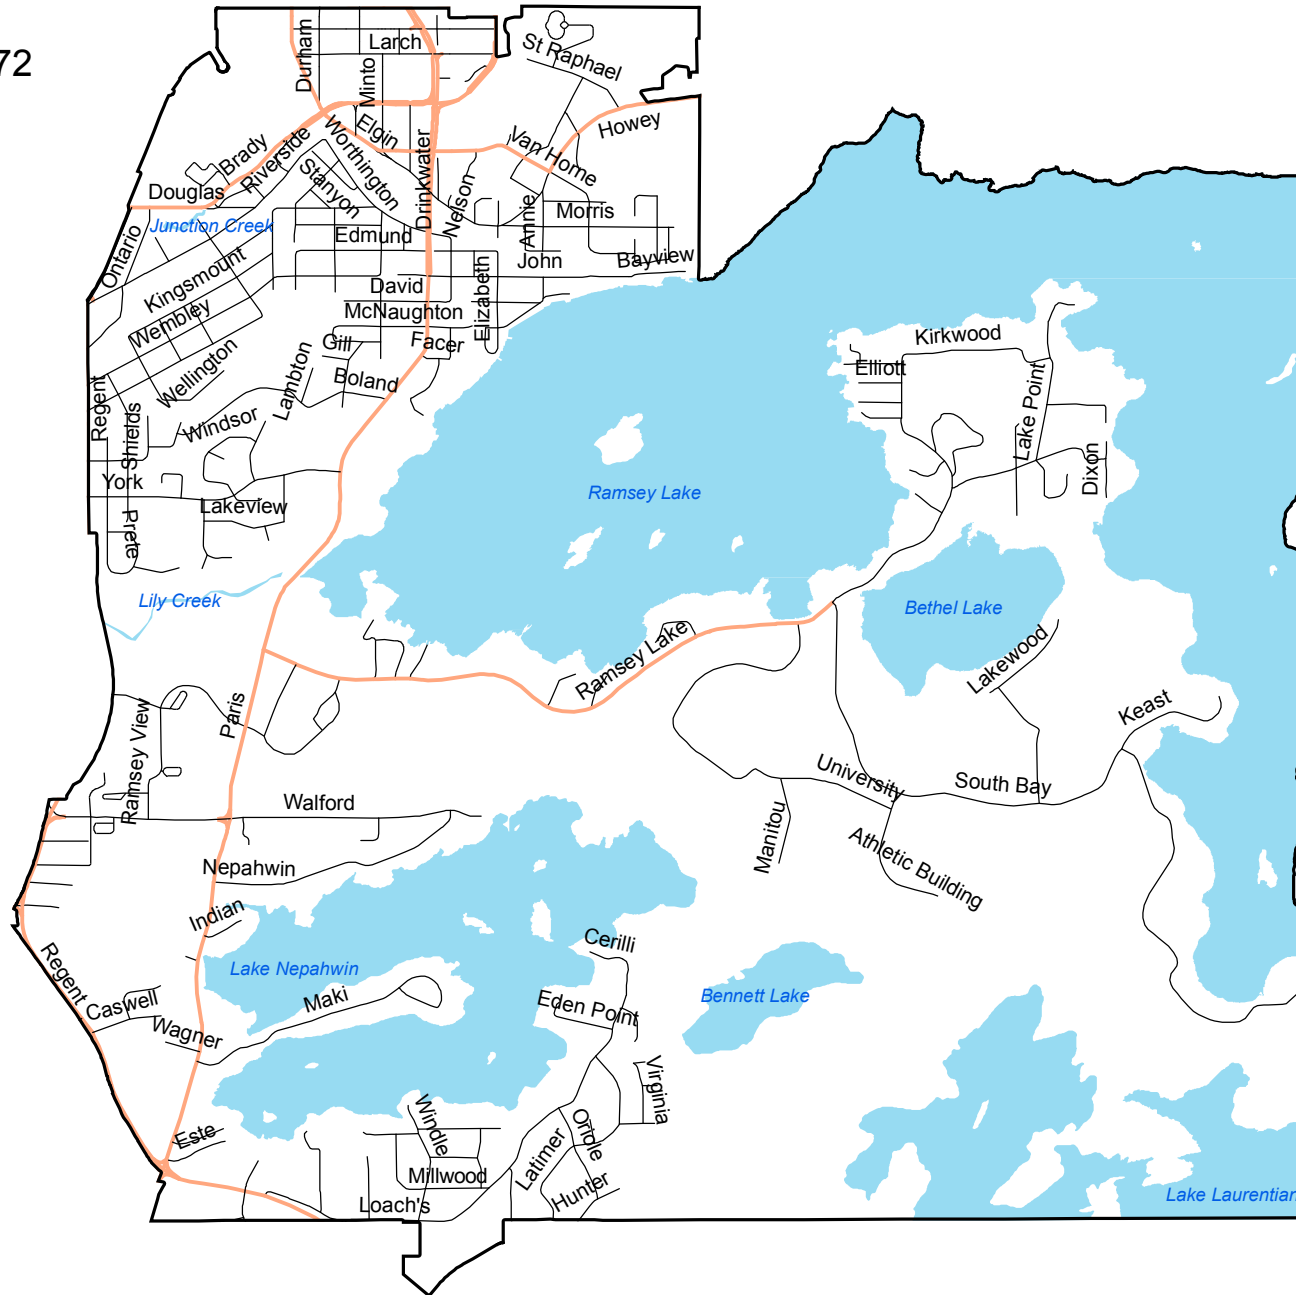 72
Larch
Durham
Minto
St Raphael
Howey
Elgin
Van Horne
Brady
Riverside
Worthington
Stanyon
Drinkwater
Nelson
Douglas
Junction Creek
Annie
Morris
Edmund
Ontario
John
Bayview
Kingsmount
David
Elizabeth
McNaughton
Wembley
Gill
Facer
Kirkwood
Elliott
Wellington
Lambton
Boland
Regent
Shields
Windsor
Lake Point
Dixon
York
Lakeview
Ramsey Lake
Prete
Lily Creek
Bethel Lake
Ramsey Lake
Lakewood
Keast
Paris
Ramsey View
University
South Bay
Walford
Manitou
Athletic Building
Nepahwin
Indian
Cerilli
Lake Nepahwin
Regent
Maki
Bennett Lake
Caswell
Eden Point
Wagner
Virginia
Windle
Oriole
Este
Latimer
Millwood
Hunter
Loach's
Lake Laurentian